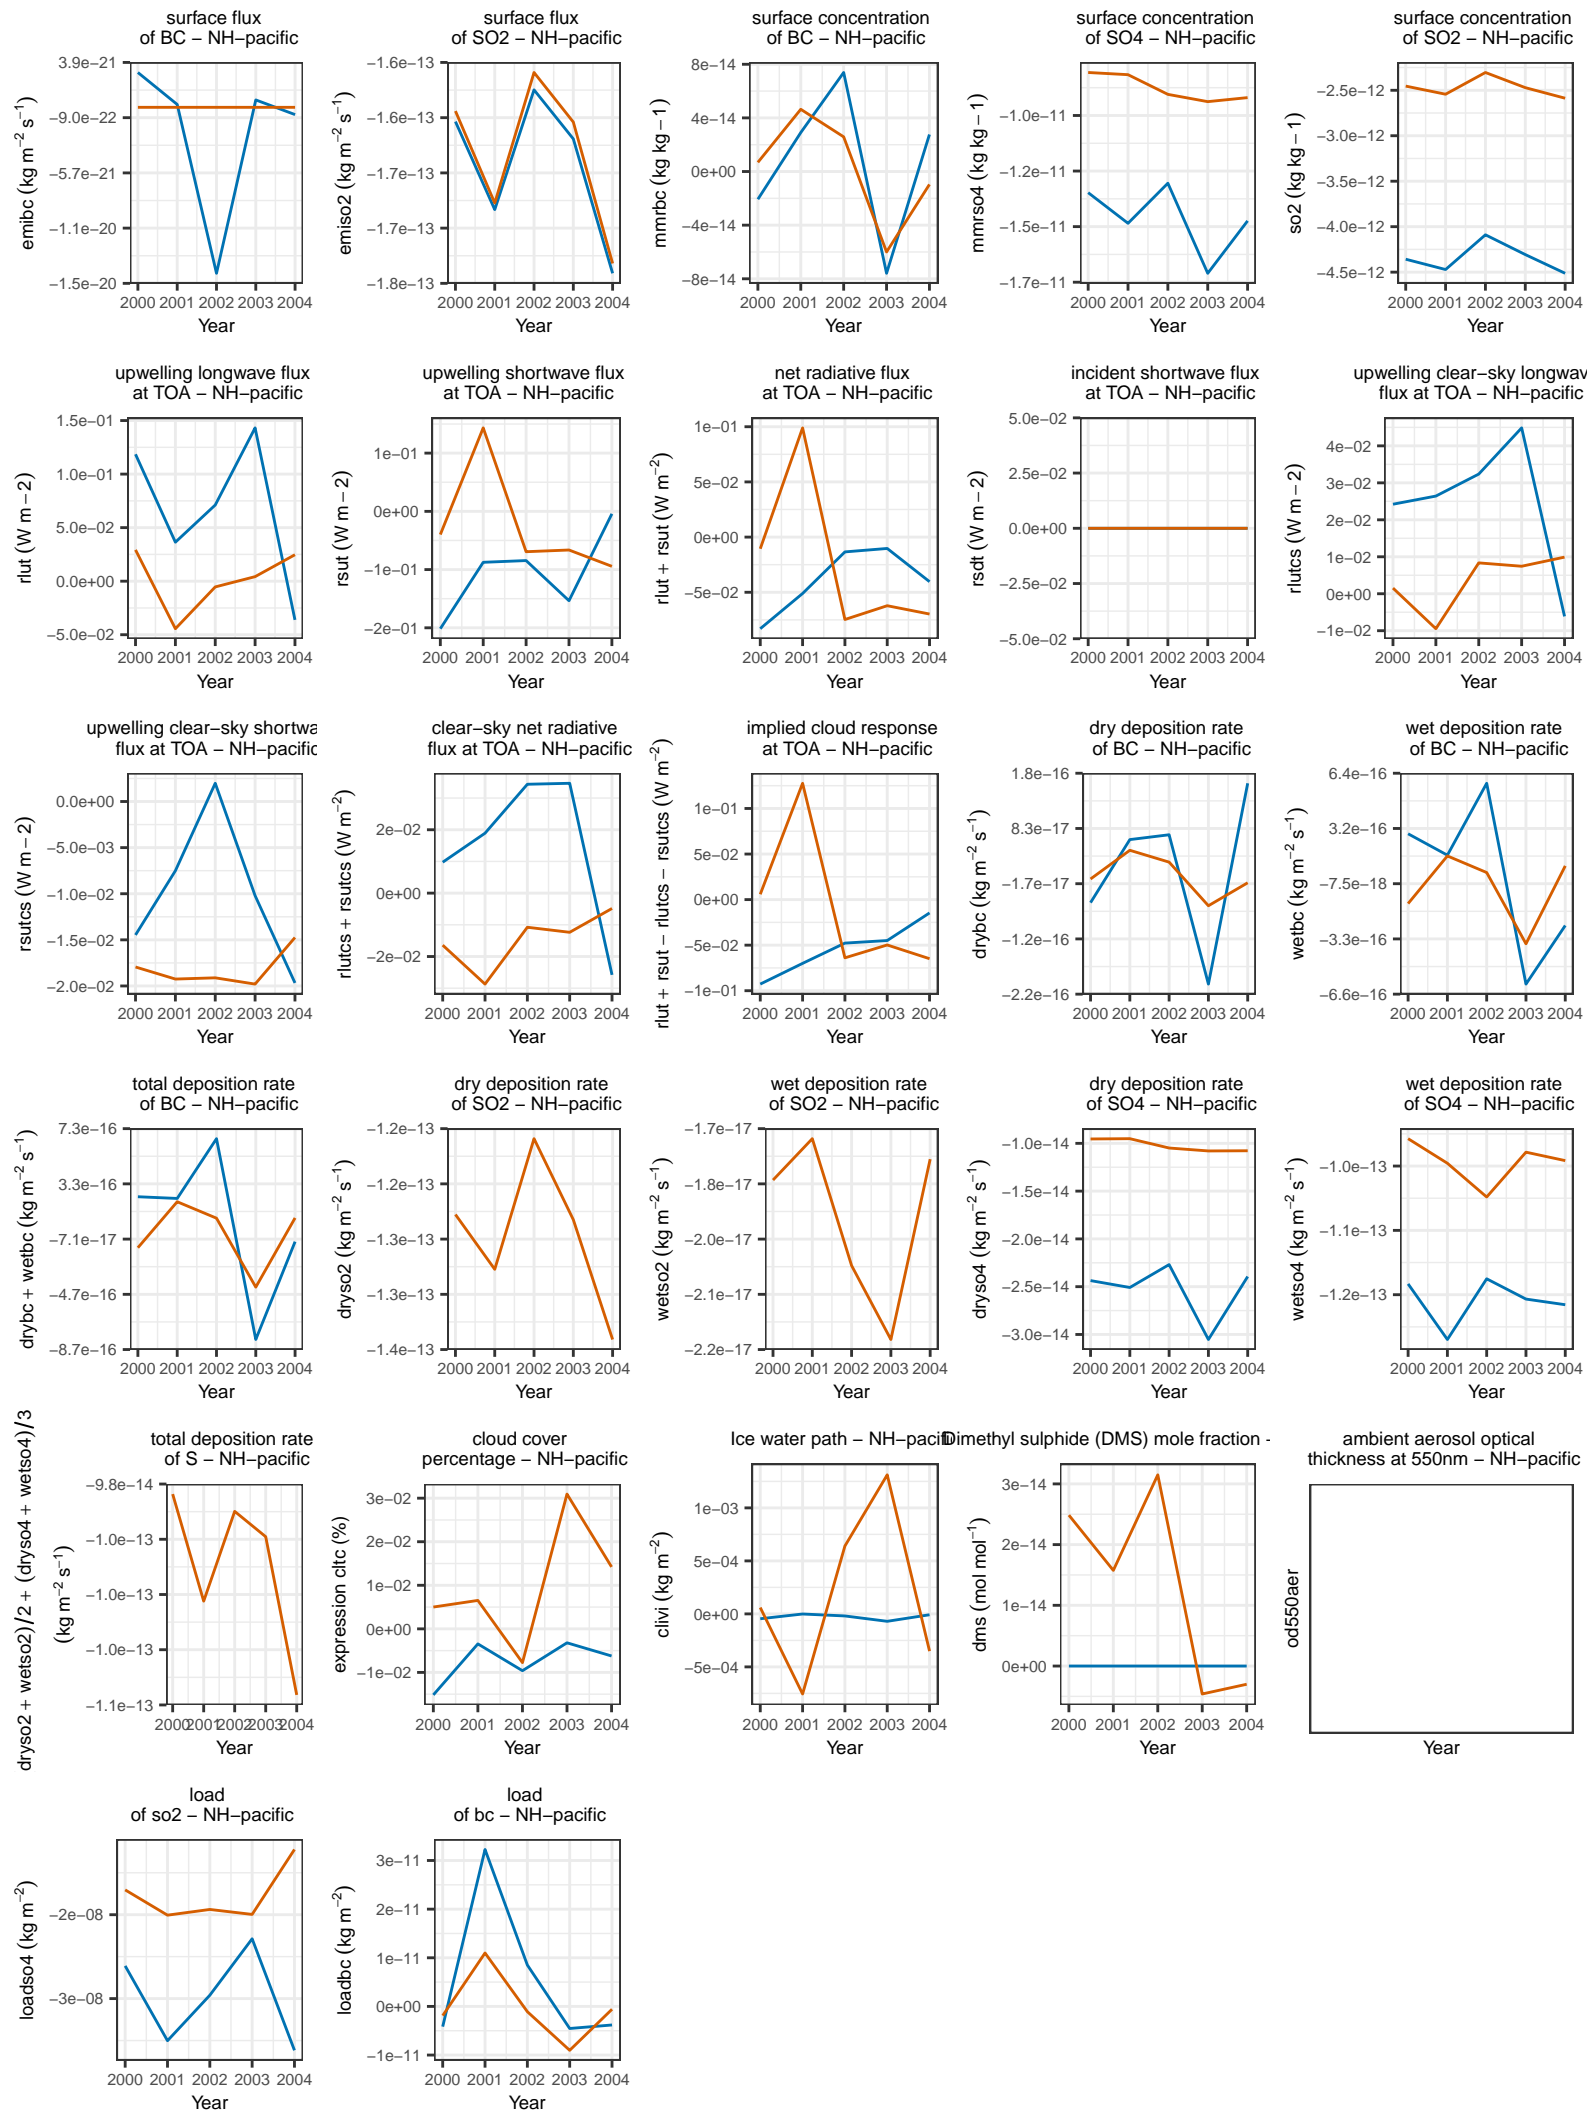 surface flux
of BC − NH−pacific
emibc (kg m−2 s−1)
3.9e−21
−9.0e−22
−5.7e−21
−1.1e−20
−1.5e−20
2000 2001 2002 2003 2004
Year
surface flux
of SO2 − NH−pacific
emiso2 (kg m−2 s−1)
−1.6e−13
−1.6e−13
−1.7e−13
−1.7e−13
−1.8e−13
2000 2001 2002 2003 2004
Year
surface concentration
of BC − NH−pacific
mmrbc (kg kg − 1)
8e−14
4e−14
0e+00
−4e−14
−8e−14
2000 2001 2002 2003 2004
Year
surface concentration
of SO4 − NH−pacific
mmrso4 (kg kg − 1)
−1.0e−11
−1.2e−11
−1.5e−11
−1.7e−11
2000 2001 2002 2003 2004
Year
surface concentration
of SO2 − NH−pacific
so2 (kg kg − 1)
−2.5e−12
−3.0e−12
−3.5e−12
−4.0e−12
−4.5e−12
2000 2001 2002 2003 2004
Year
upwelling longwave flux
at TOA − NH−pacific
rlut (W m − 2)
1.5e−01
1.0e−01
5.0e−02
0.0e+00
−5.0e−02
2000 2001 2002 2003 2004
Year
upwelling shortwave flux
at TOA − NH−pacific
rsut (W m − 2)
1e−01
0e+00
−1e−01
−2e−01
2000 2001 2002 2003 2004
Year
net radiative flux
at TOA − NH−pacific
rlut + rsut (W m−2)
1e−01
5e−02
0e+00
−5e−02
2000 2001 2002 2003 2004
Year
incident shortwave flux
at TOA − NH−pacific
rsdt (W m − 2)
5.0e−02
2.5e−02
0.0e+00
−2.5e−02
−5.0e−02
2000 2001 2002 2003 2004
Year
upwelling clear−sky longwav
flux at TOA − NH−pacific
rlutcs (W m − 2)
4e−02
3e−02
2e−02
1e−02
0e+00
−1e−02
2000 2001 2002 2003 2004
Year
upwelling clear−sky shortwa
flux at TOA − NH−pacific
rsutcs (W m − 2)
0.0e+00
−5.0e−03
−1.0e−02
−1.5e−02
−2.0e−02
2000 2001 2002 2003 2004
Year
clear−sky net radiative
flux at TOA − NH−pacific
rlutcs + rsutcs (W m−2)
2e−02
0e+00
−2e−02
2000 2001 2002 2003 2004
Year
implied cloud response
at TOA − NH−pacific
rlut + rsut − rlutcs − rsutcs (W m−2)
1e−01
5e−02
0e+00
−5e−02
−1e−01
2000 2001 2002 2003 2004
Year
dry deposition rate
of BC − NH−pacific
drybc (kg m−2 s−1)
1.8e−16
8.3e−17
−1.7e−17
−1.2e−16
−2.2e−16
2000 2001 2002 2003 2004
Year
wet deposition rate
of BC − NH−pacific
wetbc (kg m−2 s−1)
6.4e−16
3.2e−16
−7.5e−18
−3.3e−16
−6.6e−16
2000 2001 2002 2003 2004
Year
total deposition rate
of BC − NH−pacific
drybc + wetbc (kg m−2 s−1)
7.3e−16
3.3e−16
−7.1e−17
−4.7e−16
−8.7e−16
2000 2001 2002 2003 2004
Year
dry deposition rate
of SO2 − NH−pacific
dryso2 (kg m−2 s−1)
−1.2e−13
−1.2e−13
−1.3e−13
−1.3e−13
−1.4e−13
2000 2001 2002 2003 2004
Year
wet deposition rate
of SO2 − NH−pacific
wetso2 (kg m−2 s−1)
−1.7e−17
−1.8e−17
−2.0e−17
−2.1e−17
−2.2e−17
2000 2001 2002 2003 2004
Year
dry deposition rate
of SO4 − NH−pacific
dryso4 (kg m−2 s−1)
−1.0e−14
−1.5e−14
−2.0e−14
−2.5e−14
−3.0e−14
2000 2001 2002 2003 2004
Year
wet deposition rate
of SO4 − NH−pacific
wetso4 (kg m−2 s−1)
−1.0e−13
−1.1e−13
−1.2e−13
2000 2001 2002 2003 2004
Year
total deposition rate
of S − NH−pacific
dryso2 + wetso2)/2 + (dryso4 + wetso4)/3
(kg m−2 s−1)
−9.8e−14
−1.0e−13
−1.0e−13
−1.0e−13
−1.1e−13
2000 2001 2002 2003 2004
Year
cloud cover
percentage − NH−pacific
expression cltc (%)
3e−02
2e−02
1e−02
0e+00
−1e−02
2000 2001 2002 2003 2004
Year
Ice water path − NH−pacifi
clivi (kg m−2)
1e−03
5e−04
0e+00
−5e−04
2000 2001 2002 2003 2004
Year
Dimethyl sulphide (DMS) mole fraction −
dms (mol mol−1)
3e−14
2e−14
1e−14
0e+00
2000 2001 2002 2003 2004
Year
ambient aerosol optical
thickness at 550nm − NH−pacific
od550aer
Year
load
of so2 − NH−pacific
loadso4 (kg m−2)
−2e−08
−3e−08
2000 2001 2002 2003 2004
Year
load
of bc − NH−pacific
loadbc (kg m−2)
3e−11
2e−11
1e−11
0e+00
−1e−11
2000 2001 2002 2003 2004
Year